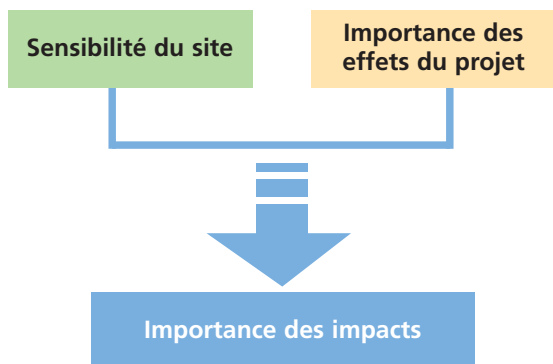 Sensibilité du site
Importance des
effets du projet
Importance des impacts